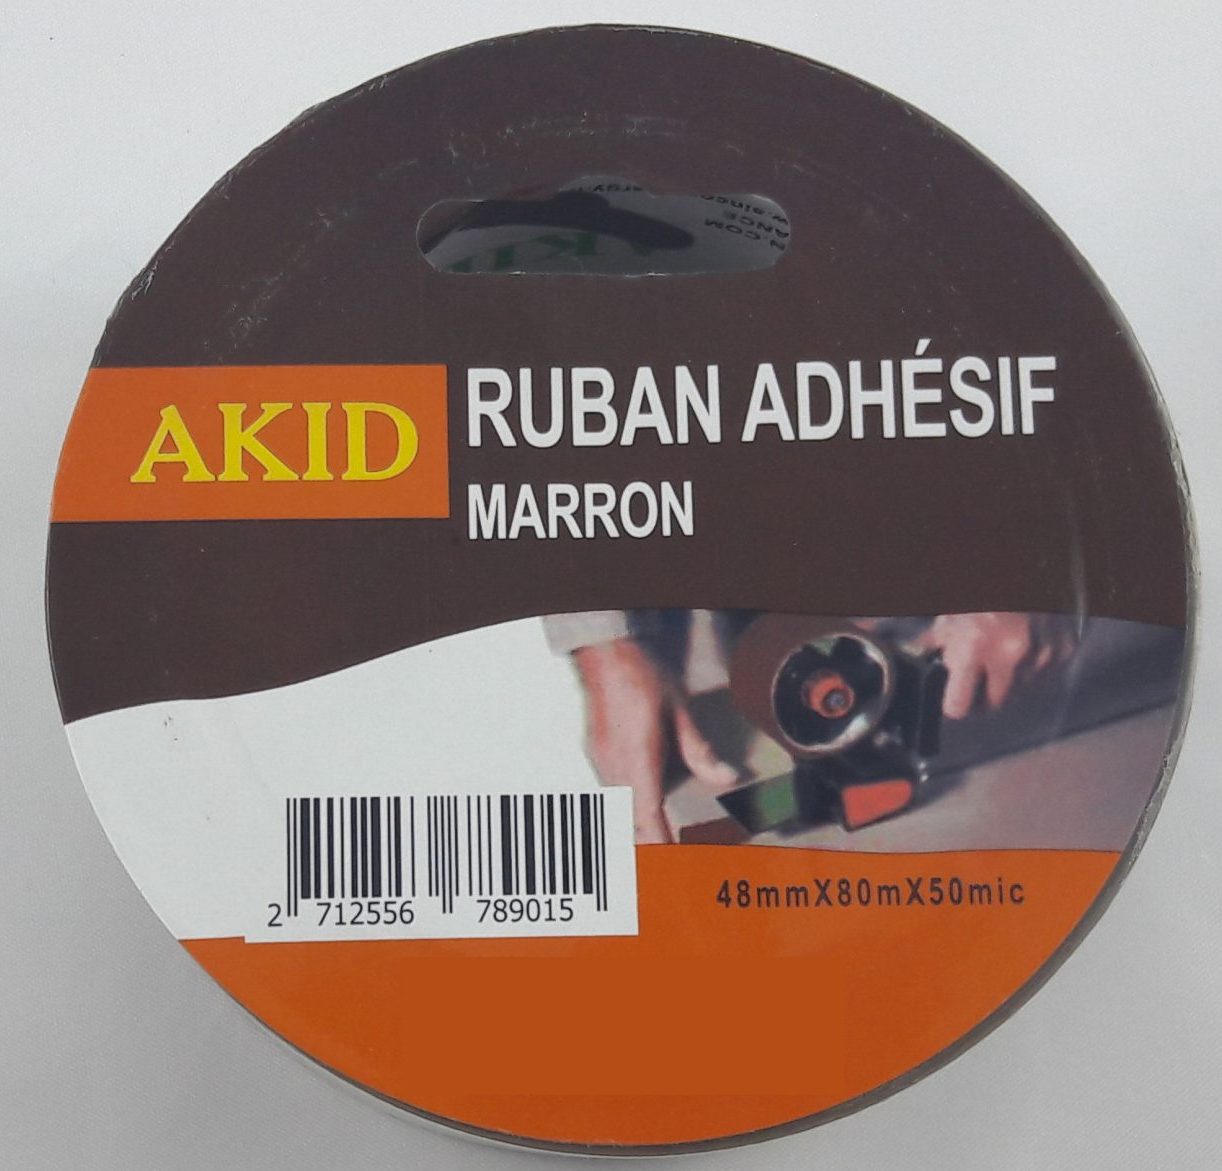 AKID
RUBAN ADHÉSIF
MARRON
48mmX80mX50mic
2 712556 789015